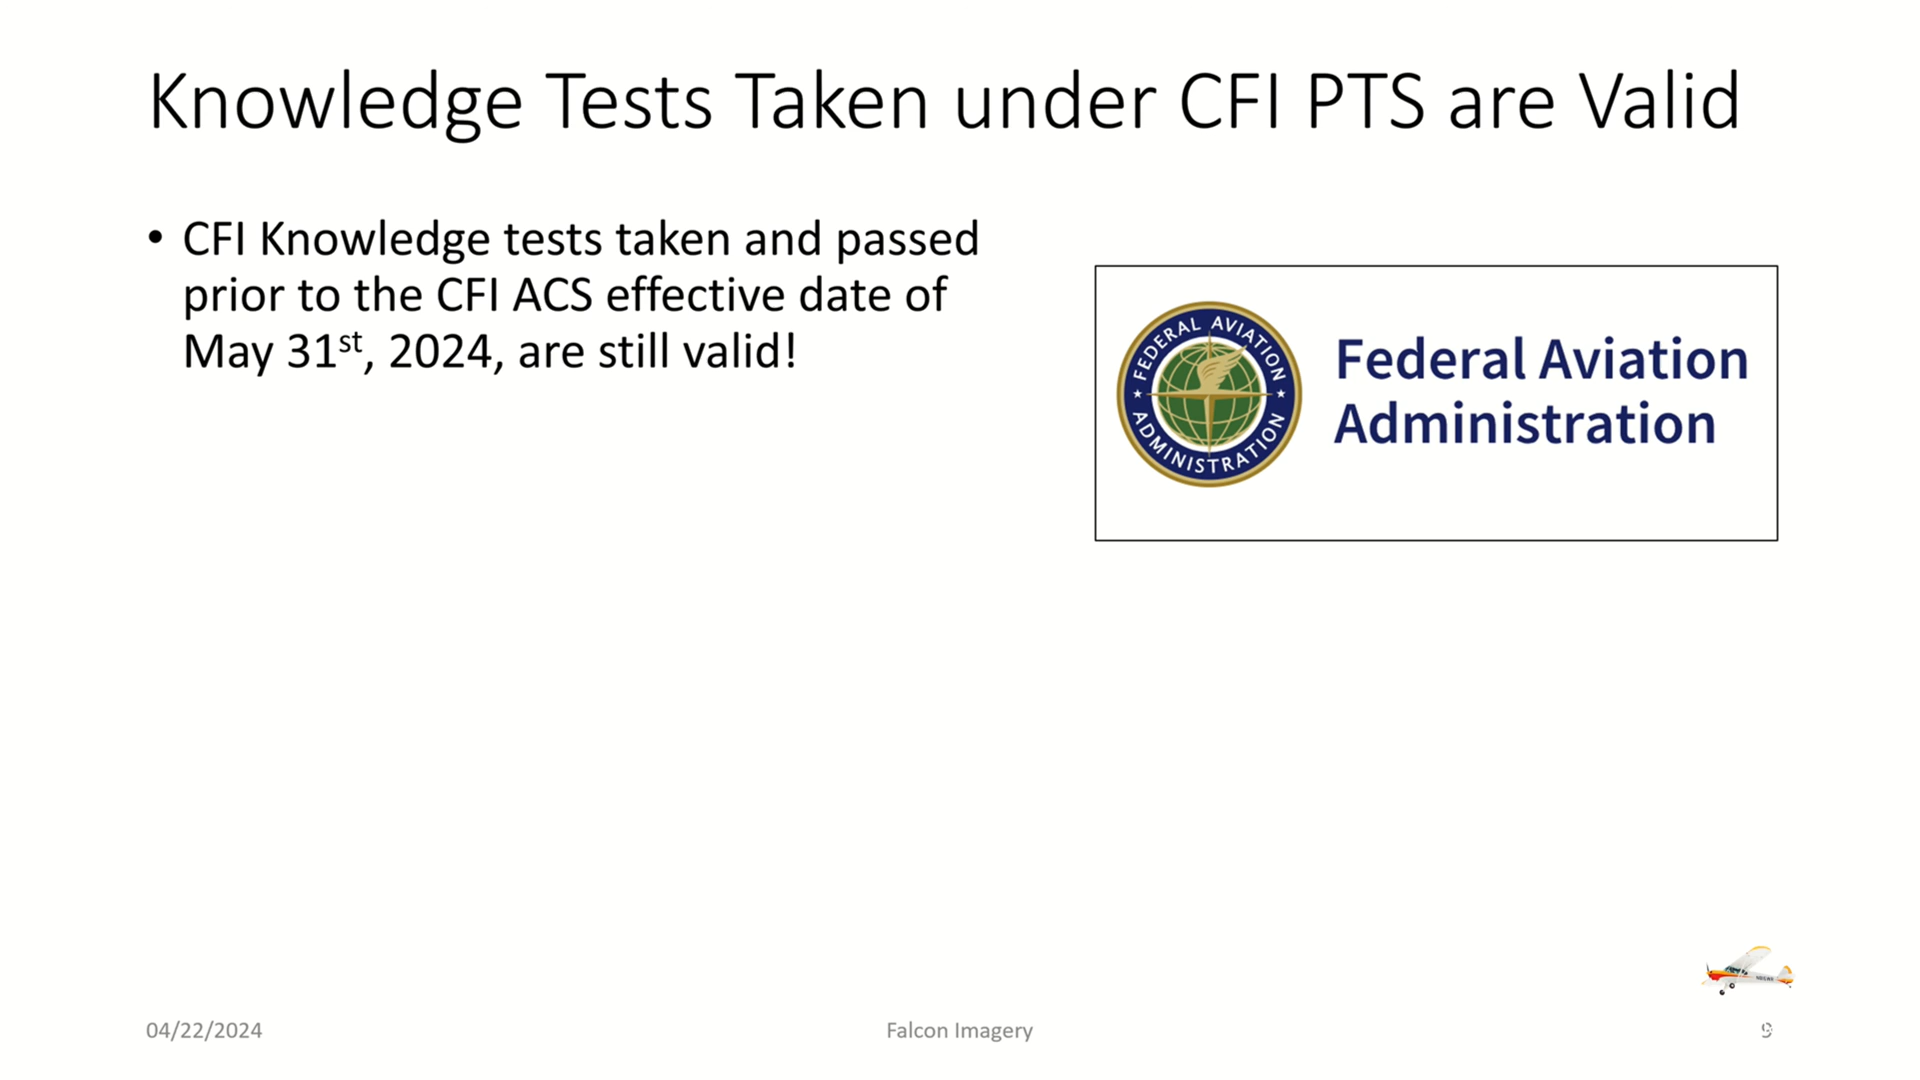 Knowledge Tests Taken under CFI PTS are Valid
• CFI Knowledge tests taken and passed
prior to the CFI ACS effective date of
May 31st, 2024, are still valid!
FEDERAL AVIATION
ADMINISTRATION
Federal Aviation
Administration
04/22/2024
Falcon Imagery
9